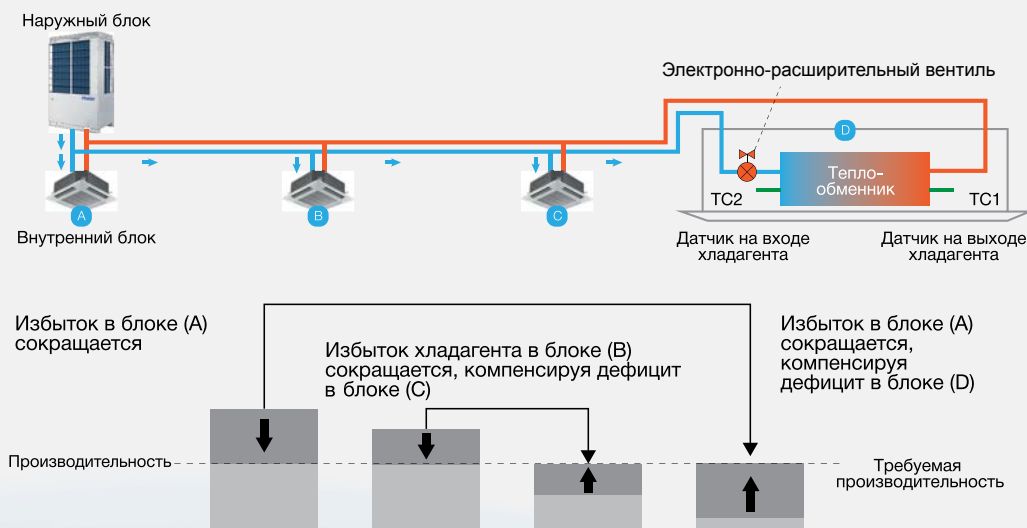 Наружный блок
Электронно-расширительный вентиль
D
Тепло-
обменник
TC2
TC1
A
B
C
Внутренний блок
Датчик на входе
хладагента
Датчик на выходе
хладагента
Избыток в блоке (A)
сокращается
Избыток хладагента в блоке (B)
сокращается, компенсируя дефицит
в блоке (C)
Избыток в блоке (A)
сокращается,
компенсируя
дефицит в блоке (D)
Производительность
Требуемая
производительность